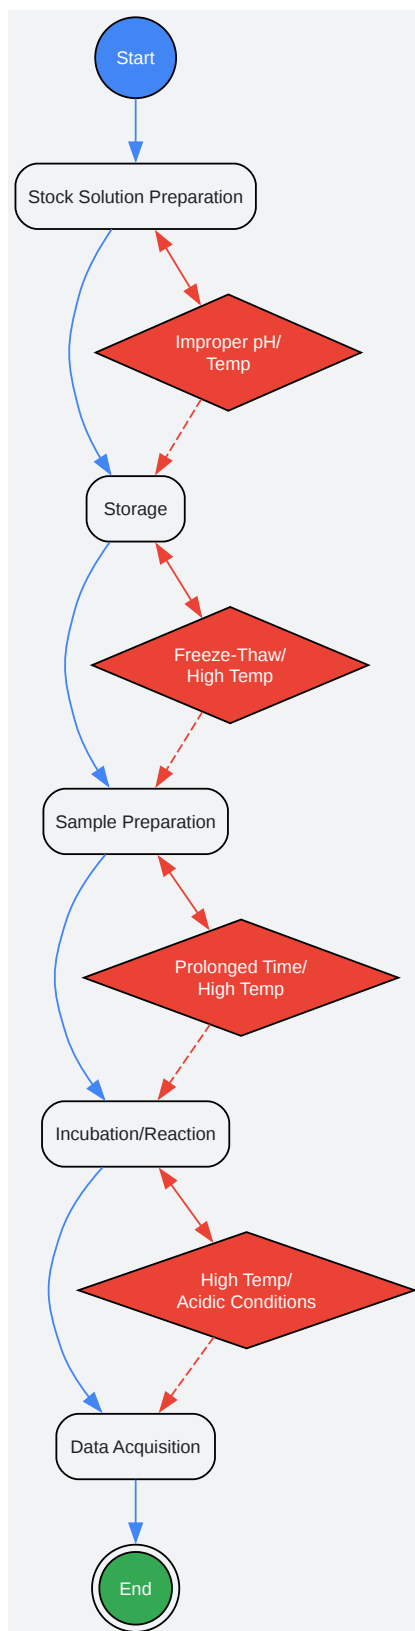 Start
Stock Solution Preparation
Improper pH/
Temp
Storage
Freeze-Thaw/
High Temp
Sample Preparation
Prolonged Time/
High Temp
Incubation/Reaction
High Temp/
Acidic Conditions
Data Acquisition
End